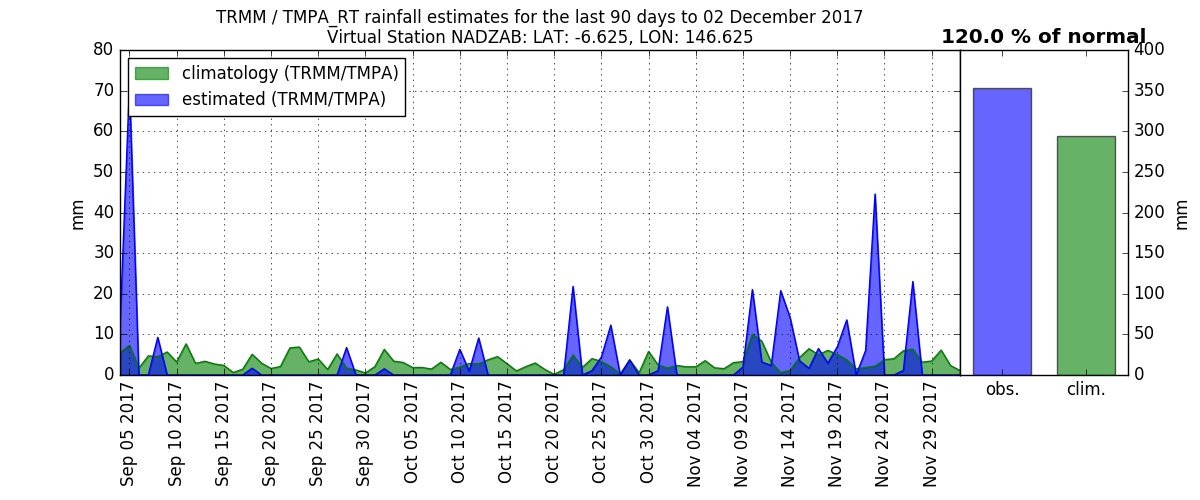 TRMM / TMPA_RT rainfall estimates for the last 90 days to 02 December 2017
Virtual Station NADZAB: LAT: -6.625, LON: 146.625
120.0 % of normal
climatology (TRMM/TMPA)
estimated (TRMM/TMPA)
80
70
60
50
40
30
20
10
0
mm
Sep 05 2017
Sep 10 2017
Sep 15 2017
Sep 20 2017
Sep 25 2017
Sep 30 2017
Oct 05 2017
Oct 10 2017
Oct 15 2017
Oct 20 2017
Oct 25 2017
Oct 30 2017
Nov 04 2017
Nov 09 2017
Nov 14 2017
Nov 19 2017
Nov 24 2017
Nov 29 2017
obs.
clim.
400
350
300
250
200
150
100
50
0
mm